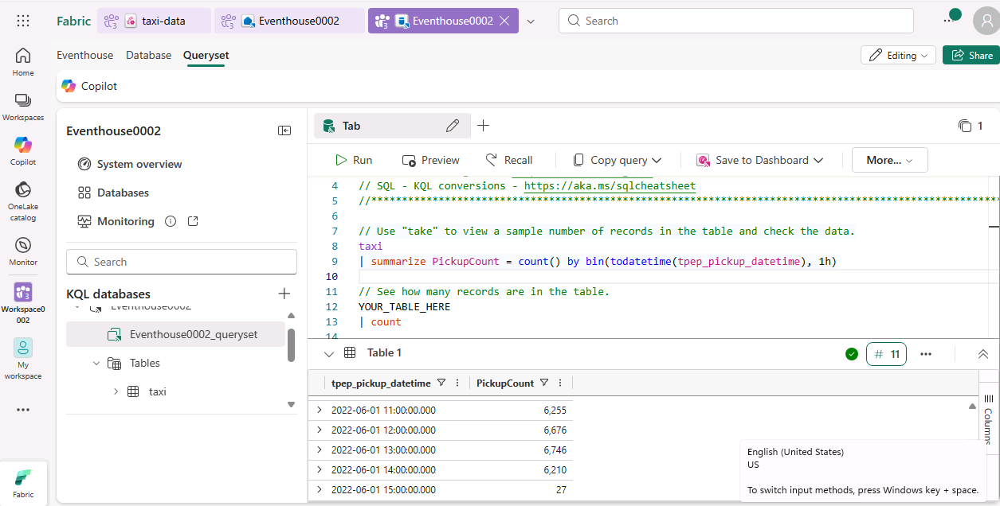 Fabric
taxi-data
Eventhouse0002
Eventhouse0002
Search
Home
Workspaces
Copilot
OneLake
catalog
Monitor
Workspace0
002
My
workspace
Fabric
Eventhouse
Database
Queryset
Editing
Share
Copilot
Eventhouse0002
System overview
Databases
Monitoring
Search
KQL databases
Eventhouse0002
Eventhouse0002_queryset
Tables
taxi
Tab
1
Run
Preview
Recall
Copy query
Save to Dashboard
More...
4 // SQL - KQL conversions - https://aka.ms/sqlcheatsheet
5 //*******************************************************************************************************
6
7 // Use "take" to view a sample number of records in the table and check the data.
8 taxi
9 | summarize PickupCount = count() by bin(todatetime(tpep_pickup_datetime), 1h)
10
11 // See how many records are in the table.
12 YOUR_TABLE_HERE
13 | count
14
Table 1
# 11
tpep_pickup_datetime PickupCount
2022-06-01 11:00:00.000 6,255
2022-06-01 12:00:00.000 6,676
2022-06-01 13:00:00.000 6,746
2022-06-01 14:00:00.000 6,210
2022-06-01 15:00:00.000 27
Columns
English (United States)
US
To switch input methods, press Windows key + space.